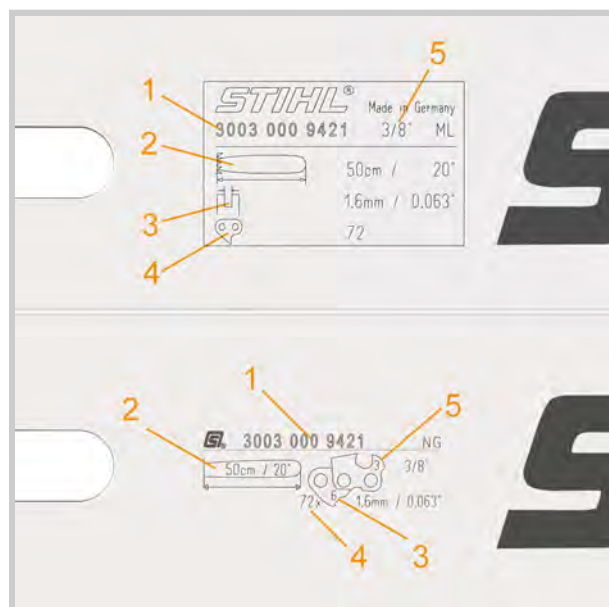 5
1
STIHL® Made in Germany
3003 000 9421 3/8" ML
2
50cm / 20"
3
1.6mm / 0.063"
4
72
1
2
5
3003 000 9421 NG
50cm / 20" 3 3/8"
72x 6 1.6mm / 0.063"
4 3